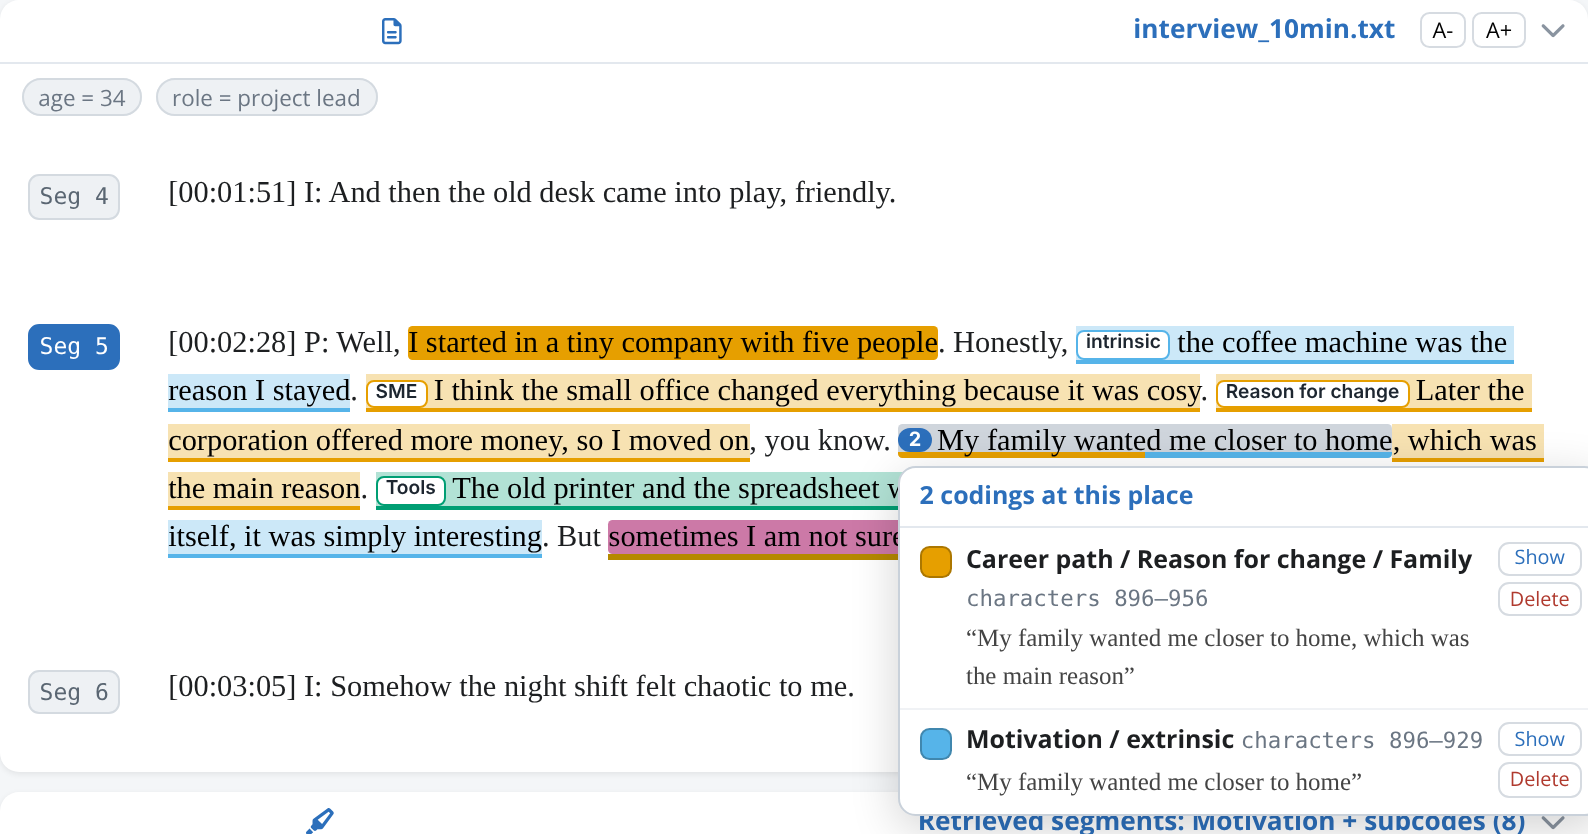 interview_10min.txt A- A+
age = 34 role = project lead
Seg 4 [00:01:51] I: And then the old desk came into play, friendly.
Seg 5 [00:02:28] P: Well, I started in a tiny company with five people. Honestly, intrinsic the coffee machine was the
reason I stayed. SME I think the small office changed everything because it was cosy. Reason for change Later the
corporation offered more money, so I moved on, you know. 2 My family wanted me closer to home, which was
the main reason. Tools The old printer and the spreadsheet
itself, it was simply interesting. But sometimes I am not sure
2 codings at this place
Career path / Reason for change / Family Show
characters 896–956 Delete
“My family wanted me closer to home, which was
the main reason”
Seg 6 [00:03:05] I: Somehow the night shift felt chaotic to me.
Motivation / extrinsic characters 896–929 Show
“My family wanted me closer to home” Delete
Retrieved segments: Motivation + subcodes (8)